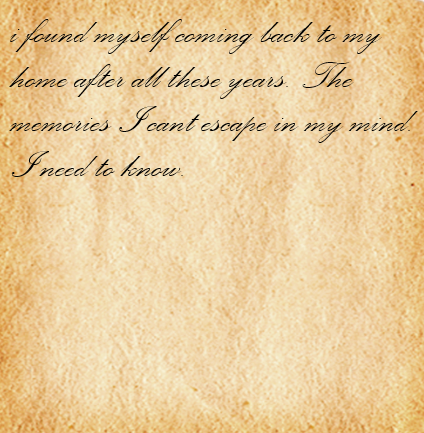 i found myself coming back to my
home after all these years. The
memories I cant escape in my mind.
I need to know.